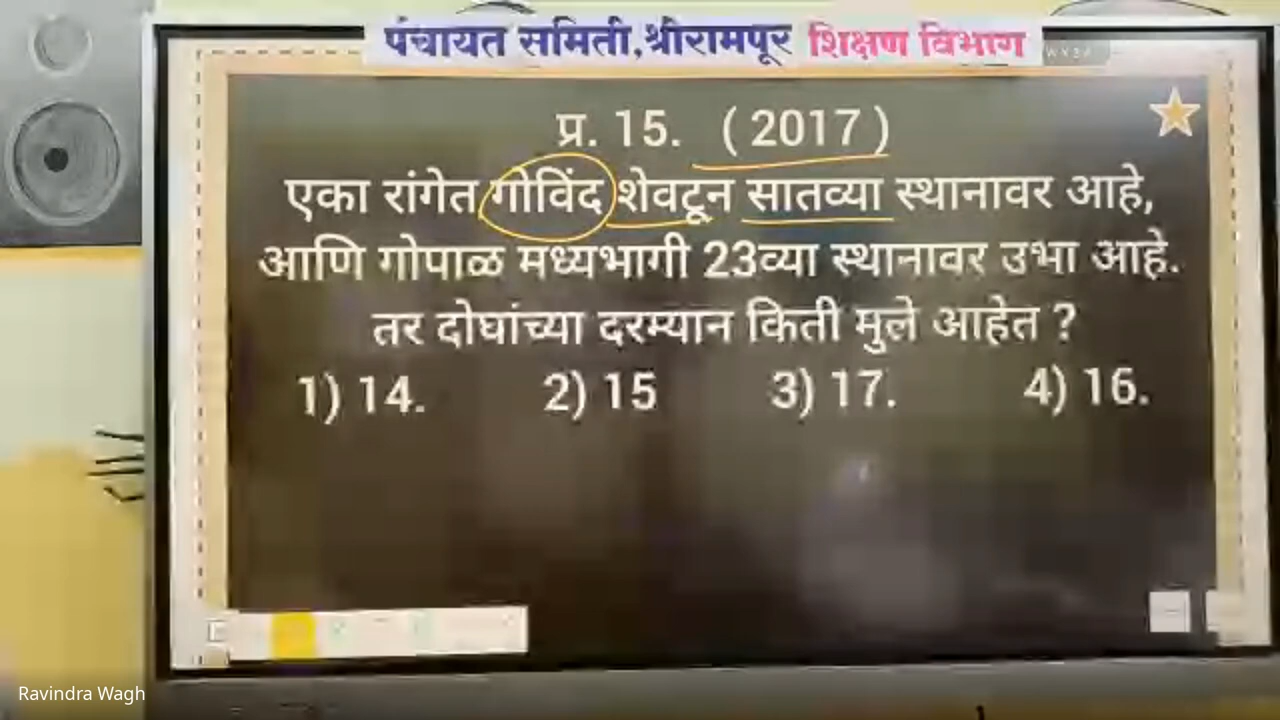 पंचायत समिती,श्रीरामपूर शिक्षण विभाग
प्र. 15. ( 2017 )
एका रांगेत गोविंद शेवटून सातव्या स्थानावर आहे,
आणि गोपाळ मध्यभागी 23व्या स्थानावर उभा आहे.
तर दोघांच्या दरम्यान किती मुले आहेत ?
1) 14. 2) 15 3) 17. 4) 16.
Ravindra Wagh